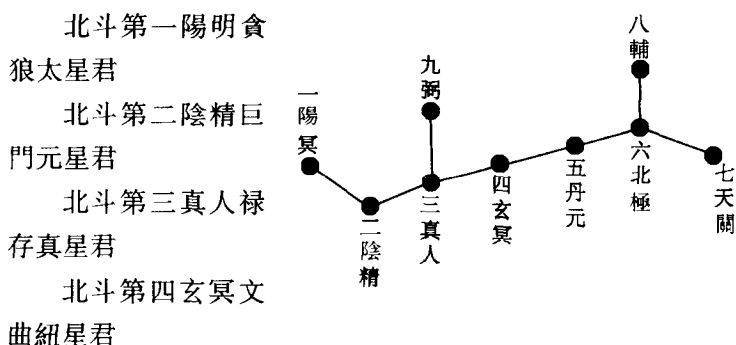 北斗第一陽明貪
狼太星君
北斗第二陰精巨
門元星君
北斗第三真人禄
存真星君
北斗第四玄冥文
曲紐星君
一陽冥
二陰精
九弼
三真人
四玄冥
五丹元
八輔
六北極
七天關